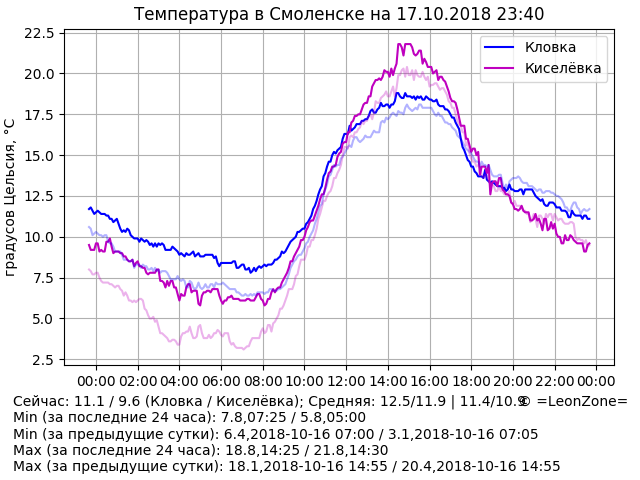 Температура в Смоленске на 17.10.2018 23:40
градусов Цельсия, °C
22.5
20.0
17.5
15.0
12.5
10.0
7.5
5.0
2.5
Кловка
Киселёвка
00:00 02:00 04:00 06:00 08:00 10:00 12:00 14:00 16:00 18:00 20:00 22:00 00:00
Сейчас: 11.1 / 9.6 (Кловка / Киселёвка); Средняя: 12.5/11.9 | 11.4/10.9 © =LeonZone=
Min (за последние 24 часа): 7.8,07:25 / 5.8,05:00
Min (за предыдущие сутки): 6.4,2018-10-16 07:00 / 3.1,2018-10-16 07:05
Max (за последние 24 часа): 18.8,14:25 / 21.8,14:30
Max (за предыдущие сутки): 18.1,2018-10-16 14:55 / 20.4,2018-10-16 14:55